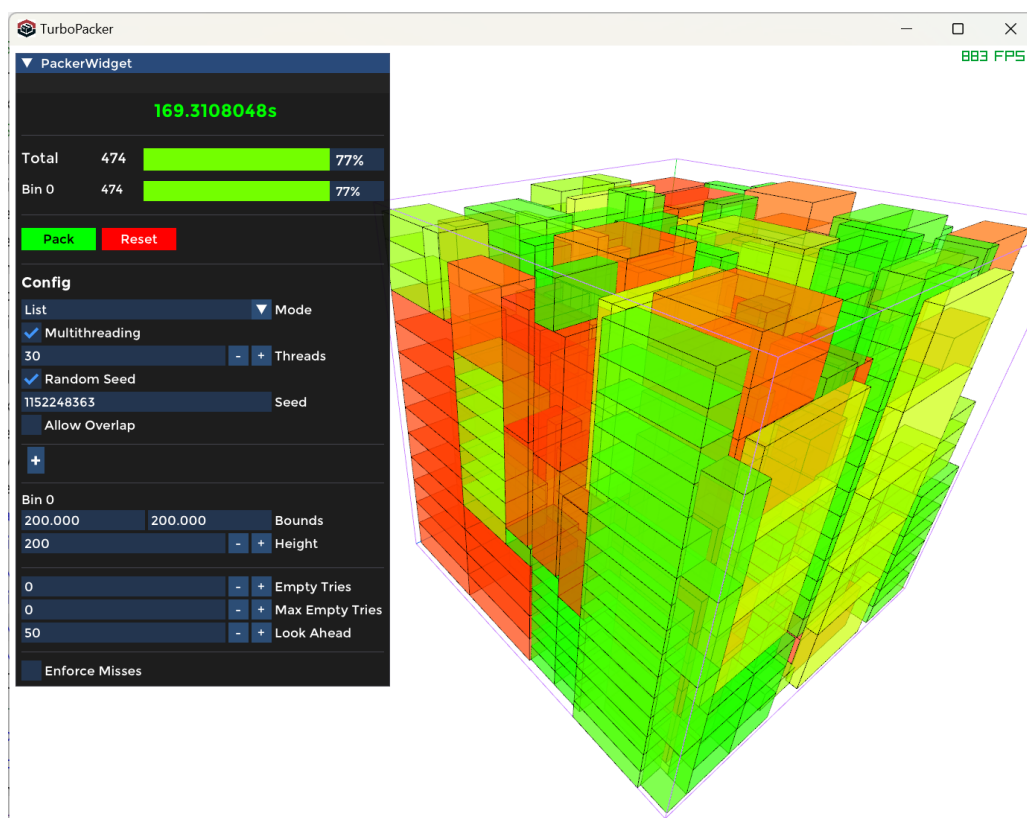 TurboPacker
883 FPS
PackerWidget
169.3108048s
Total 474 77%
Bin 0 474 77%
Pack Reset
Config
List Mode
Multithreading
30 - + Threads
Random Seed
1152248363 Seed
Allow Overlap
+
Bin 0
200.000 200.000 Bounds
200 - + Height
0 - + Empty Tries
0 - + Max Empty Tries
50 - + Look Ahead
Enforce Misses